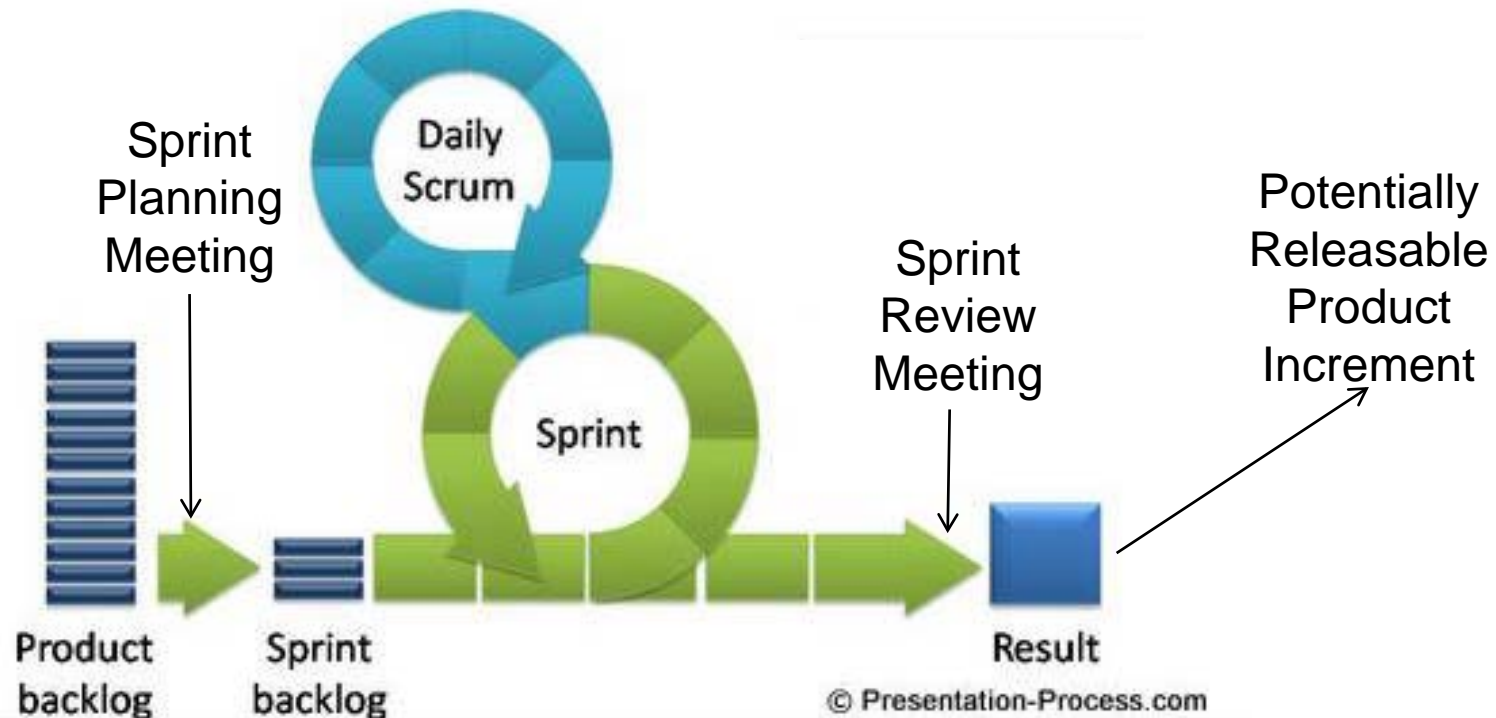 Sprint
Planning
Meeting
Daily
Scrum
Sprint
Sprint
Review
Meeting
Potentially
Releasable
Product
Increment
Product
backlog
Sprint
backlog
Result
© Presentation-Process.com